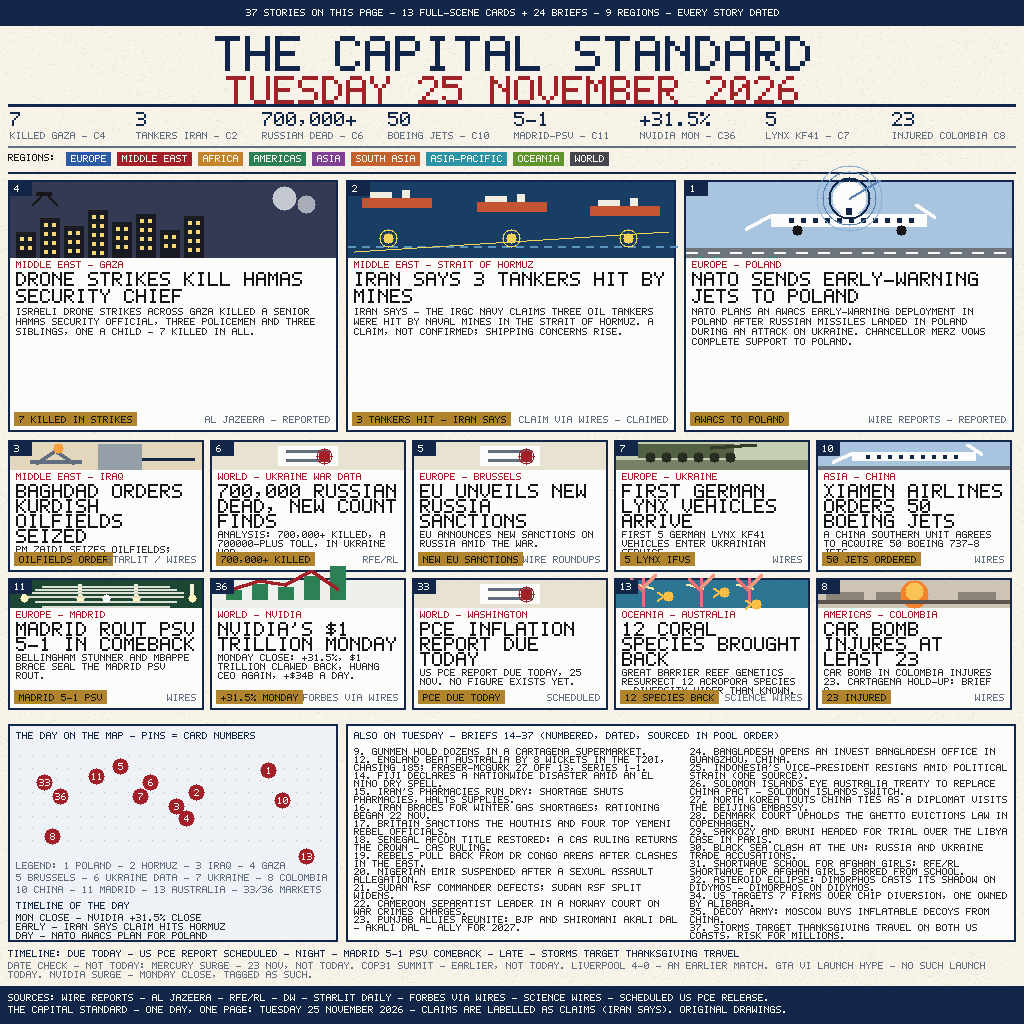 37 STORIES ON THIS PAGE - 13 FULL-SCENE CARDS + 24 BRIEFS - 9 REGIONS - EVERY STORY DATED
THE CAPITAL STANDARD
TUESDAY 25 NOVEMBER 2026
7
KILLED GAZA - C4
3
TANKERS IRAN - C2
700,000+
RUSSIAN DEAD - C6
50
BOEING JETS - C10
5-1
MADRID-PSV - C11
+31.5%
NVIDIA MON - C36
5
LYNX KF41 - C7
23
INJURED COLOMBIA C8
REGIONS: EUROPE MIDDLE EAST AFRICA AMERICAS ASIA SOUTH ASIA ASIA-PACIFIC OCEANIA WORLD
4
MIDDLE EAST - GAZA
DRONE STRIKES KILL HAMAS
SECURITY CHIEF
ISRAELI DRONE STRIKES ACROSS GAZA KILLED A SENIOR
HAMAS SECURITY OFFICIAL, THREE POLICEMEN AND THREE
SIBLINGS, ONE A CHILD - 7 KILLED IN ALL.
7 KILLED IN STRIKES
AL JAZEERA - REPORTED
2
MIDDLE EAST - STRAIT OF HORMUZ
IRAN SAYS 3 TANKERS HIT BY
MINES
IRAN SAYS - THE IRGC NAVY CLAIMS THREE OIL TANKERS
WERE HIT BY NAVAL MINES IN THE STRAIT OF HORMUZ. A
CLAIM, NOT CONFIRMED; SHIPPING CONCERNS RISE.
3 TANKERS HIT - IRAN SAYS
CLAIM VIA WIRES - CLAIMED
1
EUROPE - POLAND
NATO SENDS EARLY-WARNING
JETS TO POLAND
NATO PLANS AN AWACS EARLY-WARNING DEPLOYMENT IN
POLAND AFTER RUSSIAN MISSILES LANDED IN POLAND
DURING AN ATTACK ON UKRAINE. CHANCELLOR MERZ VOWS
COMPLETE SUPPORT TO POLAND.
AWACS TO POLAND
WIRE REPORTS - REPORTED
3
MIDDLE EAST - IRAQ
BAGHDAD ORDERS
KURDISH
OILFIELDS
SEIZED
PM ZAIDI SEIZES OILFIELDS;
OILFIELDS ORDER
TARLIT / WIRES
6
WORLD - UKRAINE WAR DATA
700,000 RUSSIAN
DEAD, NEW COUNT
FINDS
ANALYSIS: 700,000+ KILLED, A
700000-PLUS TOLL, IN UKRAINE
WAR.
700,000+ KILLED
RFE/RL
5
EUROPE - BRUSSELS
EU UNVEILS NEW
RUSSIA
SANCTIONS
EU ANNOUNCES NEW SANCTIONS ON
RUSSIA AMID THE WAR.
NEW EU SANCTIONS
WIRE ROUNDUPS
7
EUROPE - UKRAINE
FIRST GERMAN
LYNX VEHICLES
ARRIVE
FIRST 5 GERMAN LYNX KF41
VEHICLES ENTER UKRAINIAN
SERVICE.
5 LYNX IFVS
WIRES
10
ASIA - CHINA
XIAMEN AIRLINES
ORDERS 50
BOEING JETS
A CHINA SOUTHERN UNIT AGREES
TO ACQUIRE 50 BOEING 737-8
JETS.
50 JETS ORDERED
WIRES
11
EUROPE - MADRID
MADRID ROUT PSV
5-1 IN COMEBACK
BELLINGHAM STUNNER AND MBAPPE
BRACE SEAL THE MADRID PSV
ROUT.
MADRID 5-1 PSV
WIRES
36
WORLD - NVIDIA
NVIDIA'S $1
TRILLION MONDAY
MONDAY CLOSE: +31.5%, $1
TRILLION CLAWED BACK, HUANG
CEO AGAIN, +$34B A DAY.
+31.5% MONDAY
FORBES VIA WIRES
33
WORLD - WASHINGTON
PCE INFLATION
REPORT DUE
TODAY
US PCE REPORT DUE TODAY, 25
NOV. NO FIGURE EXISTS YET.
PCE DUE TODAY
SCHEDULED
13
OCEANIA - AUSTRALIA
12 CORAL
SPECIES BROUGHT
BACK
GREAT BARRIER REEF GENETICS
RESURRECT 12 ACROPORA SPECIES
- DIVERSITY WIDER THAN KNOWN.
12 SPECIES BACK
SCIENCE WIRES
8
AMERICAS - COLOMBIA
CAR BOMB
INJURES AT
LEAST 23
CAR BOMB IN COLOMBIA INJURES
23. CARTAGENA HOLD-UP: BRIEF
23 INJURED
WIRES
THE DAY ON THE MAP - PINS = CARD NUMBERS
5
1
11
33
6
36
7
2
10
3
4
8
13
LEGEND: 1 POLAND - 2 HORMUZ - 3 IRAQ - 4 GAZA
5 BRUSSELS - 6 UKRAINE DATA - 7 UKRAINE - 8 COLOMBIA
10 CHINA - 11 MADRID - 13 AUSTRALIA - 33/36 MARKETS
TIMELINE OF THE DAY
MON CLOSE - NVIDIA +31.5% CLOSE
EARLY - IRAN SAYS CLAIM HITS HORMUZ
DAY - NATO AWACS PLAN FOR POLAND
ALSO ON TUESDAY - BRIEFS 14-37 (NUMBERED, DATED, SOURCED IN POOL ORDER)
9. GUNMEN HOLD DOZENS IN A CARTAGENA SUPERMARKET.
12. ENGLAND BEAT AUSTRALIA BY 8 WICKETS IN THE T20I,
CHASING 185; FRASER-MCGURK 27 OFF 13, SERIES 1-1.
14. FIJI DECLARES A NATIONWIDE DISASTER AMID AN EL
NINO DRY SPELL.
15. IRAN'S PHARMACIES RUN DRY: SHORTAGE SHUTS
PHARMACIES, HALTS SUPPLIES.
16. IRAN BRACES FOR WINTER GAS SHORTAGES; RATIONING
BEGAN 22 NOV.
17. BRITAIN SANCTIONS THE HOUTHIS AND FOUR TOP YEMENI
REBEL OFFICIALS.
18. SENEGAL AFCON TITLE RESTORED: A CAS RULING RETURNS
THE CROWN - CAS RULING.
19. REBELS PULL BACK FROM DR CONGO AREAS AFTER CLASHES
IN THE EAST.
20. NIGERIAN EMIR SUSPENDED AFTER A SEXUAL ASSAULT
ALLEGATION.
21. SUDAN RSF COMMANDER DEFECTS; SUDAN RSF SPLIT
WIDENS.
22. CAMEROON SEPARATIST LEADER IN A NORWAY COURT ON
WAR CRIMES CHARGES.
23. PUNJAB ALLIES REUNITE: BJP AND SHIROMANI AKALI DAL
- AKALI DAL - ALLY FOR 2027.
24. BANGLADESH OPENS AN INVEST BANGLADESH OFFICE IN
GUANGZHOU, CHINA.
25. INDONESIA'S VICE-PRESIDENT RESIGNS AMID POLITICAL
STRAIN (ONE SOURCE).
26. SOLOMON ISLANDS EYE AUSTRALIA TREATY TO REPLACE
CHINA PACT - SOLOMON ISLANDS SWITCH.
27. NORTH KOREA TOUTS CHINA TIES AS A DIPLOMAT VISITS
THE BEIJING EMBASSY.
28. DENMARK COURT UPHOLDS THE GHETTO EVICTIONS LAW IN
COPENHAGEN.
29. SARKOZY AND BRUNI HEADED FOR TRIAL OVER THE LIBYA
CASE IN PARIS.
30. BLACK SEA CLASH AT THE UN: RUSSIA AND UKRAINE
TRADE ACCUSATIONS.
31. SHORTWAVE SCHOOL FOR AFGHAN GIRLS: RFE/RL
SHORTWAVE FOR AFGHAN GIRLS BARRED FROM SCHOOL.
32. ASTEROID ECLIPSE: DIMORPHOS CASTS ITS SHADOW ON
DIDYMOS - DIMORPHOS ON DIDYMOS.
34. US TARGETS 7 FIRMS OVER CHIP DIVERSION, ONE OWNED
BY ALIBABA.
35. DECOY ARMY: MOSCOW BUYS INFLATABLE DECOYS FROM
CHINA.
37. STORMS TARGET THANKSGIVING TRAVEL ON BOTH US
COASTS, RISK FOR MILLIONS.
TIMELINE: DUE TODAY - US PCE REPORT SCHEDULED - NIGHT - MADRID 5-1 PSV COMEBACK - LATE - STORMS TARGET THANKSGIVING TRAVEL
DATE CHECK - NOT TODAY: MERCURY SURGE - 23 NOV, NOT TODAY. COP31 SUMMIT - EARLIER, NOT TODAY. LIVERPOOL 4-0 - AN EARLIER MATCH. GTA VI LAUNCH HYPE - NO SUCH LAUNCH
TODAY. NVIDIA SURGE - MONDAY CLOSE, TAGGED AS SUCH.
SOURCES: WIRE REPORTS - AL JAZEERA - RFE/RL - DW - STARLIT DAILY - FORBES VIA WIRES - SCIENCE WIRES - SCHEDULED US PCE RELEASE.
THE CAPITAL STANDARD - ONE DAY, ONE PAGE: TUESDAY 25 NOVEMBER 2026 - CLAIMS ARE LABELLED AS CLAIMS (IRAN SAYS). ORIGINAL DRAWINGS.